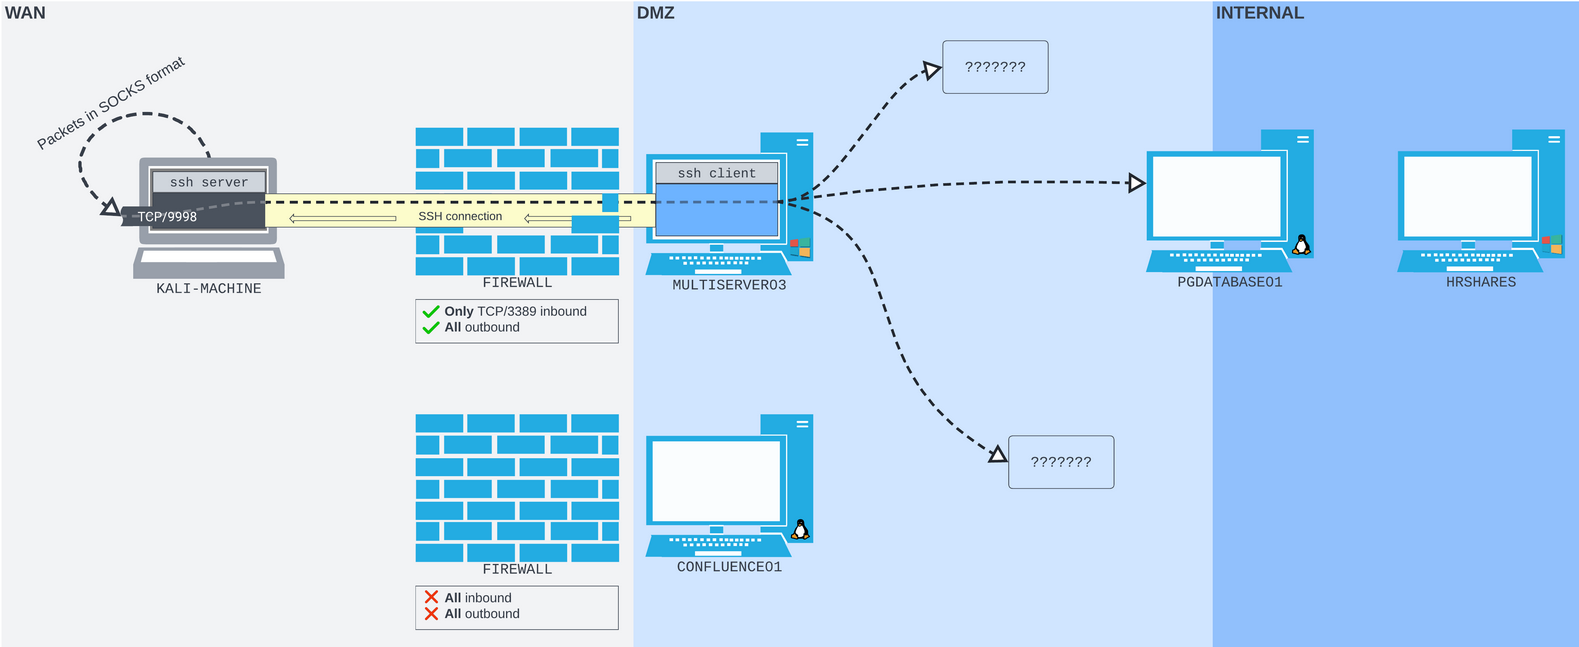 WAN
DMZ
INTERNAL
Packets in SOCKS format
???????
ssh server
ssh client
TCP/9998
SSH connection
KALI-MACHINE
FIREWALL
MULTISERVER03
PGDATABASE01
HRSHARES
Only TCP/3389 inbound
All outbound
???????
FIREWALL
CONFLUENCE01
All inbound
All outbound